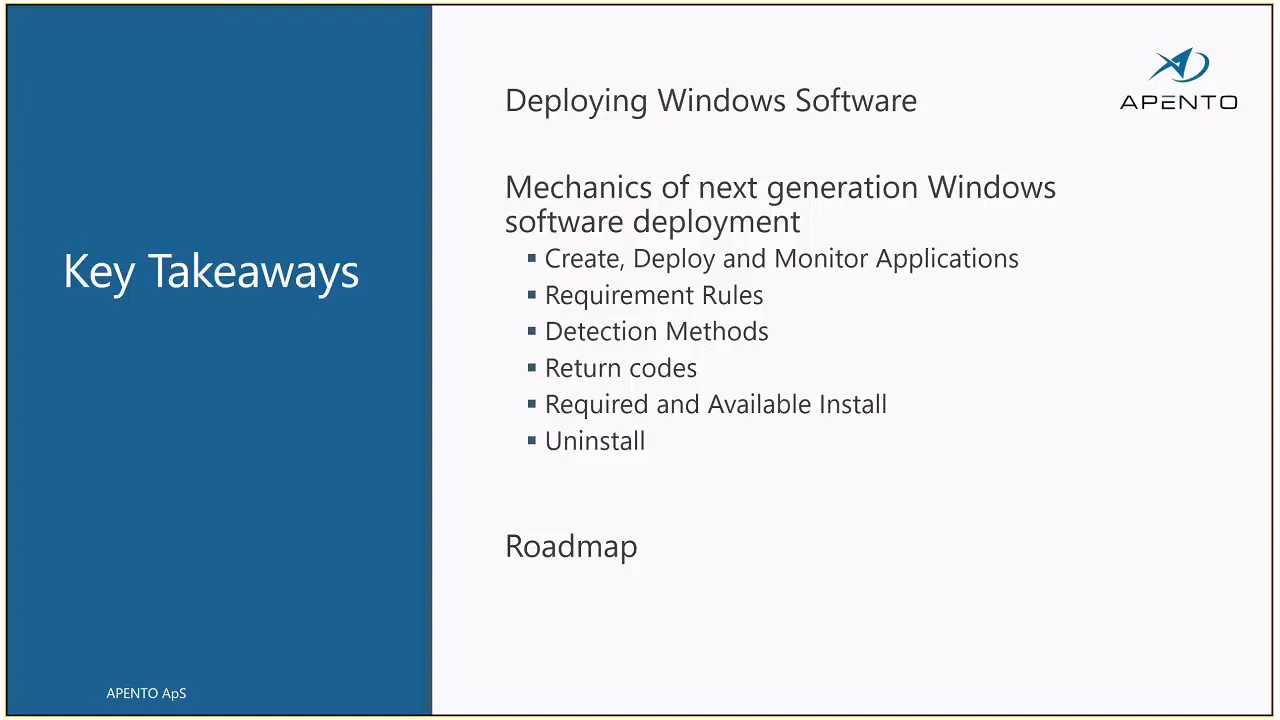 Key Takeaways
APENTO ApS
APENTO
Deploying Windows Software
Mechanics of next generation Windows
software deployment
▪ Create, Deploy and Monitor Applications
▪ Requirement Rules
▪ Detection Methods
▪ Return codes
▪ Required and Available Install
▪ Uninstall
Roadmap